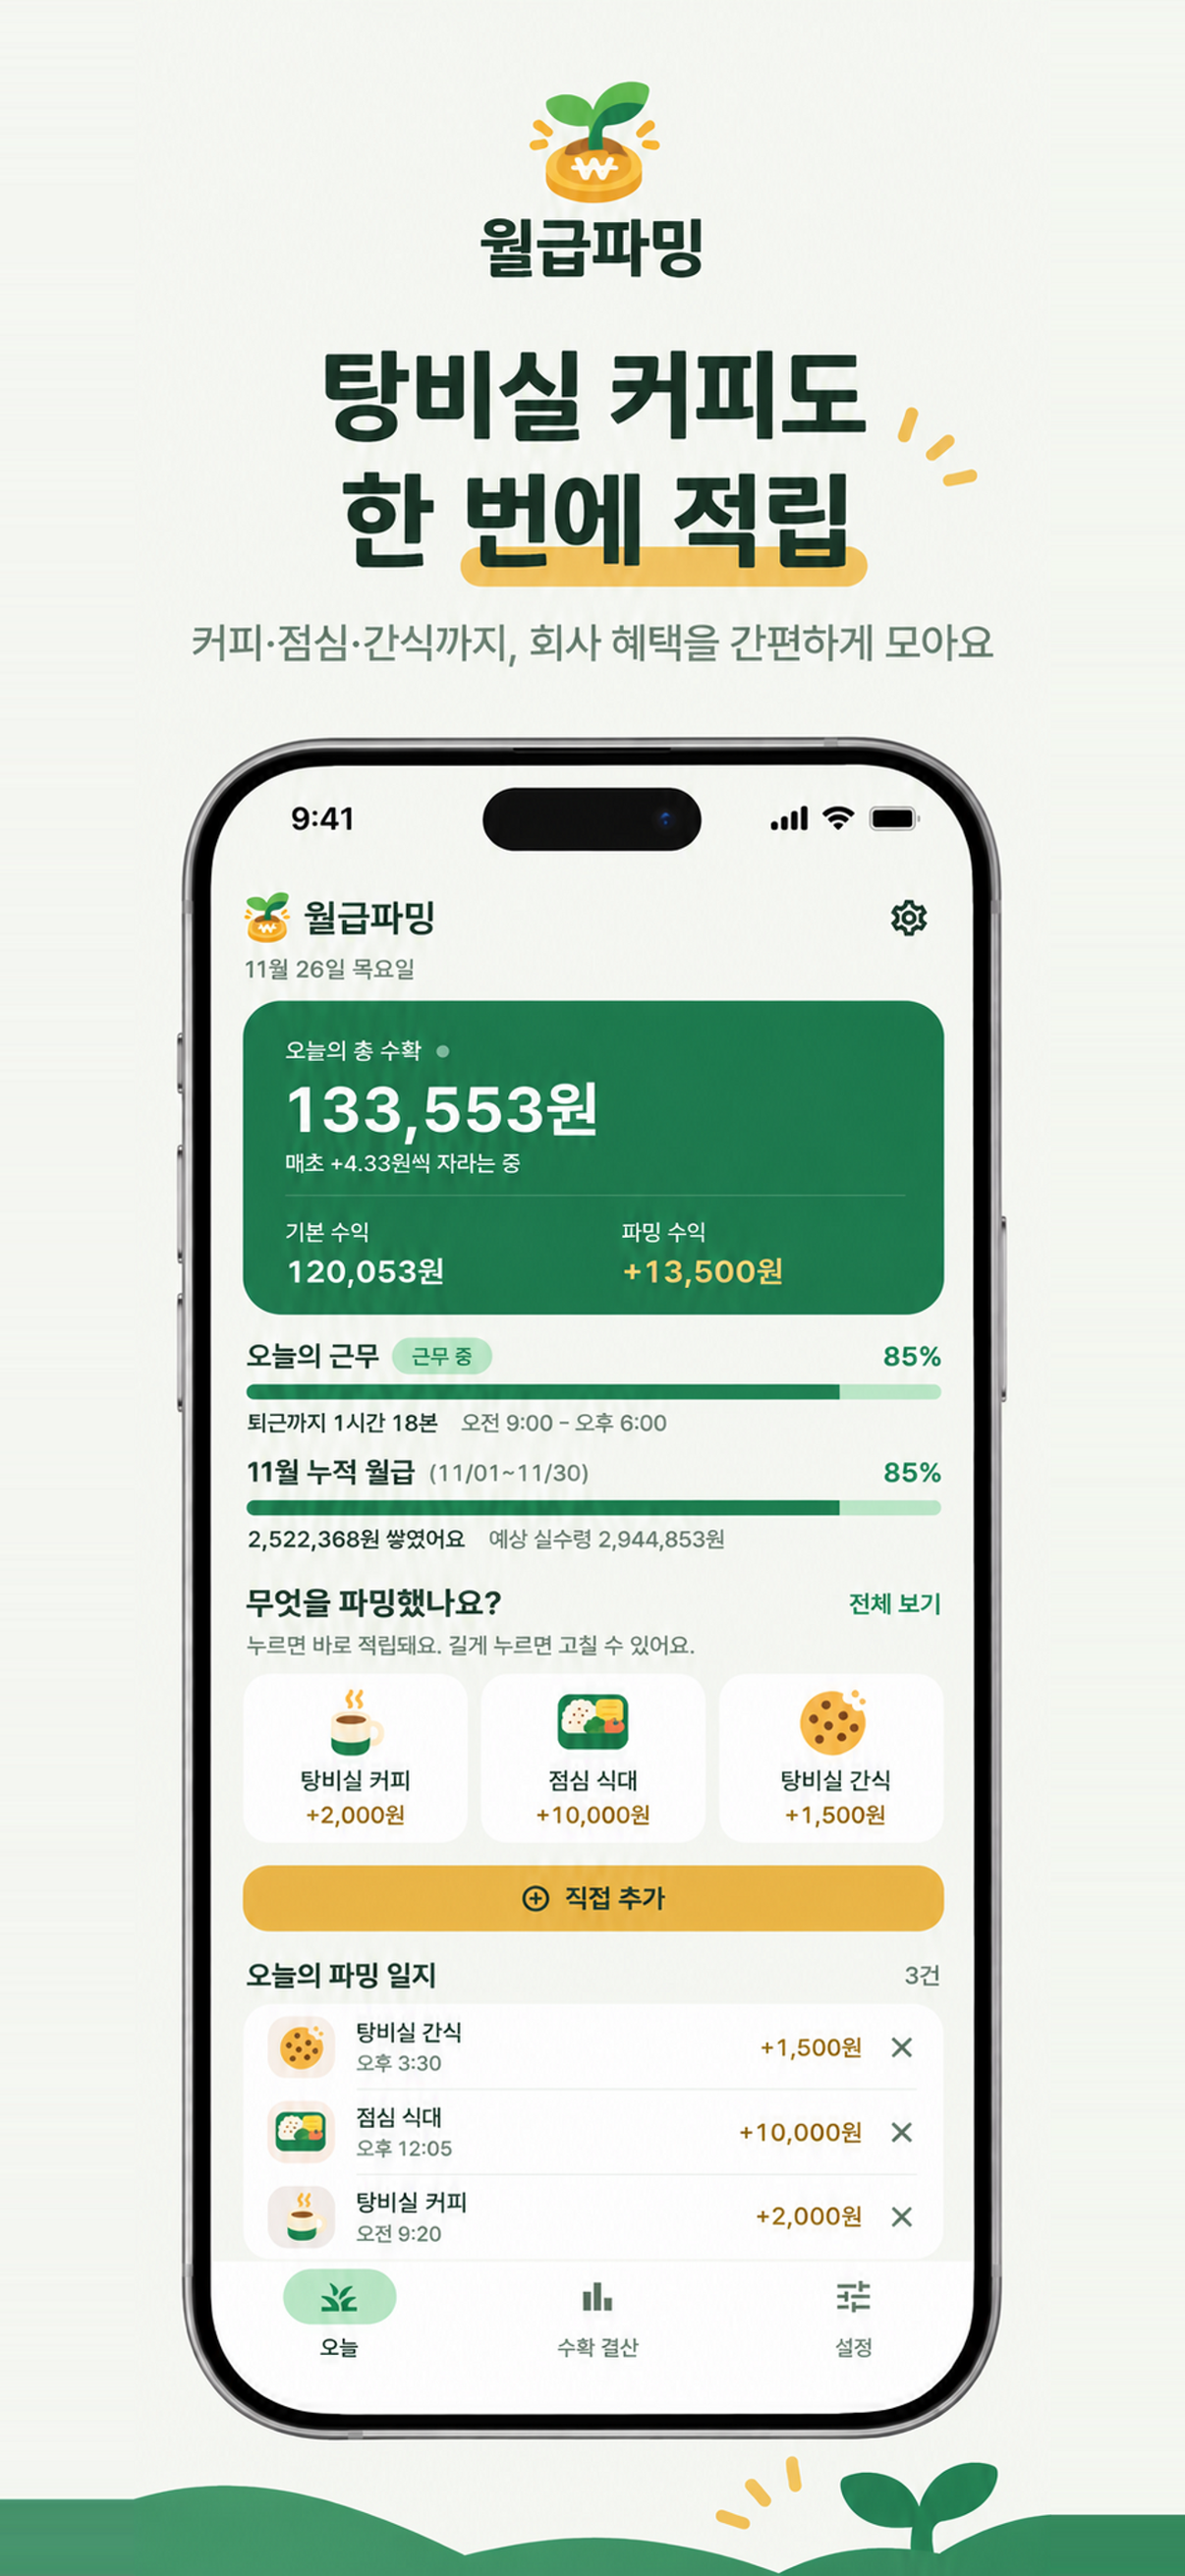 월급파밍
탕비실 커피도
한 번에 적립
커피·점심·간식까지, 회사 혜택을 간편하게 모아요
9:41
월급파밍
11월 26일 목요일
오늘의 총 수확
133,553원
매초 +4.33원씩 자라는 중
기본 수익 파밍 수익
120,053원 +13,500원
오늘의 근무 근무 중 85%
퇴근까지 1시간 18본 오전 9:00 - 오후 6:00
11월 누적 월급 (11/01~11/30) 85%
2,522,368원 쌓였어요 예상 실수령 2,944,853원
무엇을 파밍했나요? 전체 보기
누르면 바로 적립돼요. 길게 누르면 고칠 수 있어요.
탕비실 커피 점심 식대 탕비실 간식
+2,000원 +10,000원 +1,500원
직접 추가
오늘의 파밍 일지 3건
탕비실 간식
오후 3:30
+1,500원
점심 식대
오후 12:05
+10,000원
탕비실 커피
오전 9:20
+2,000원
오늘 수확 결산 설정